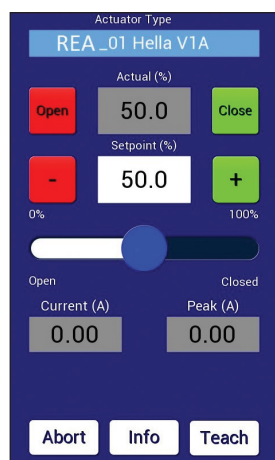 Actuator Type
REA_01 Hella V1A
Actual (%)
Open 50.0 Close
Setpoint (%)
- 50.0 +
0% 100%
Open Closed
Current (A) Peak (A)
0.00 0.00
Abort Info Teach